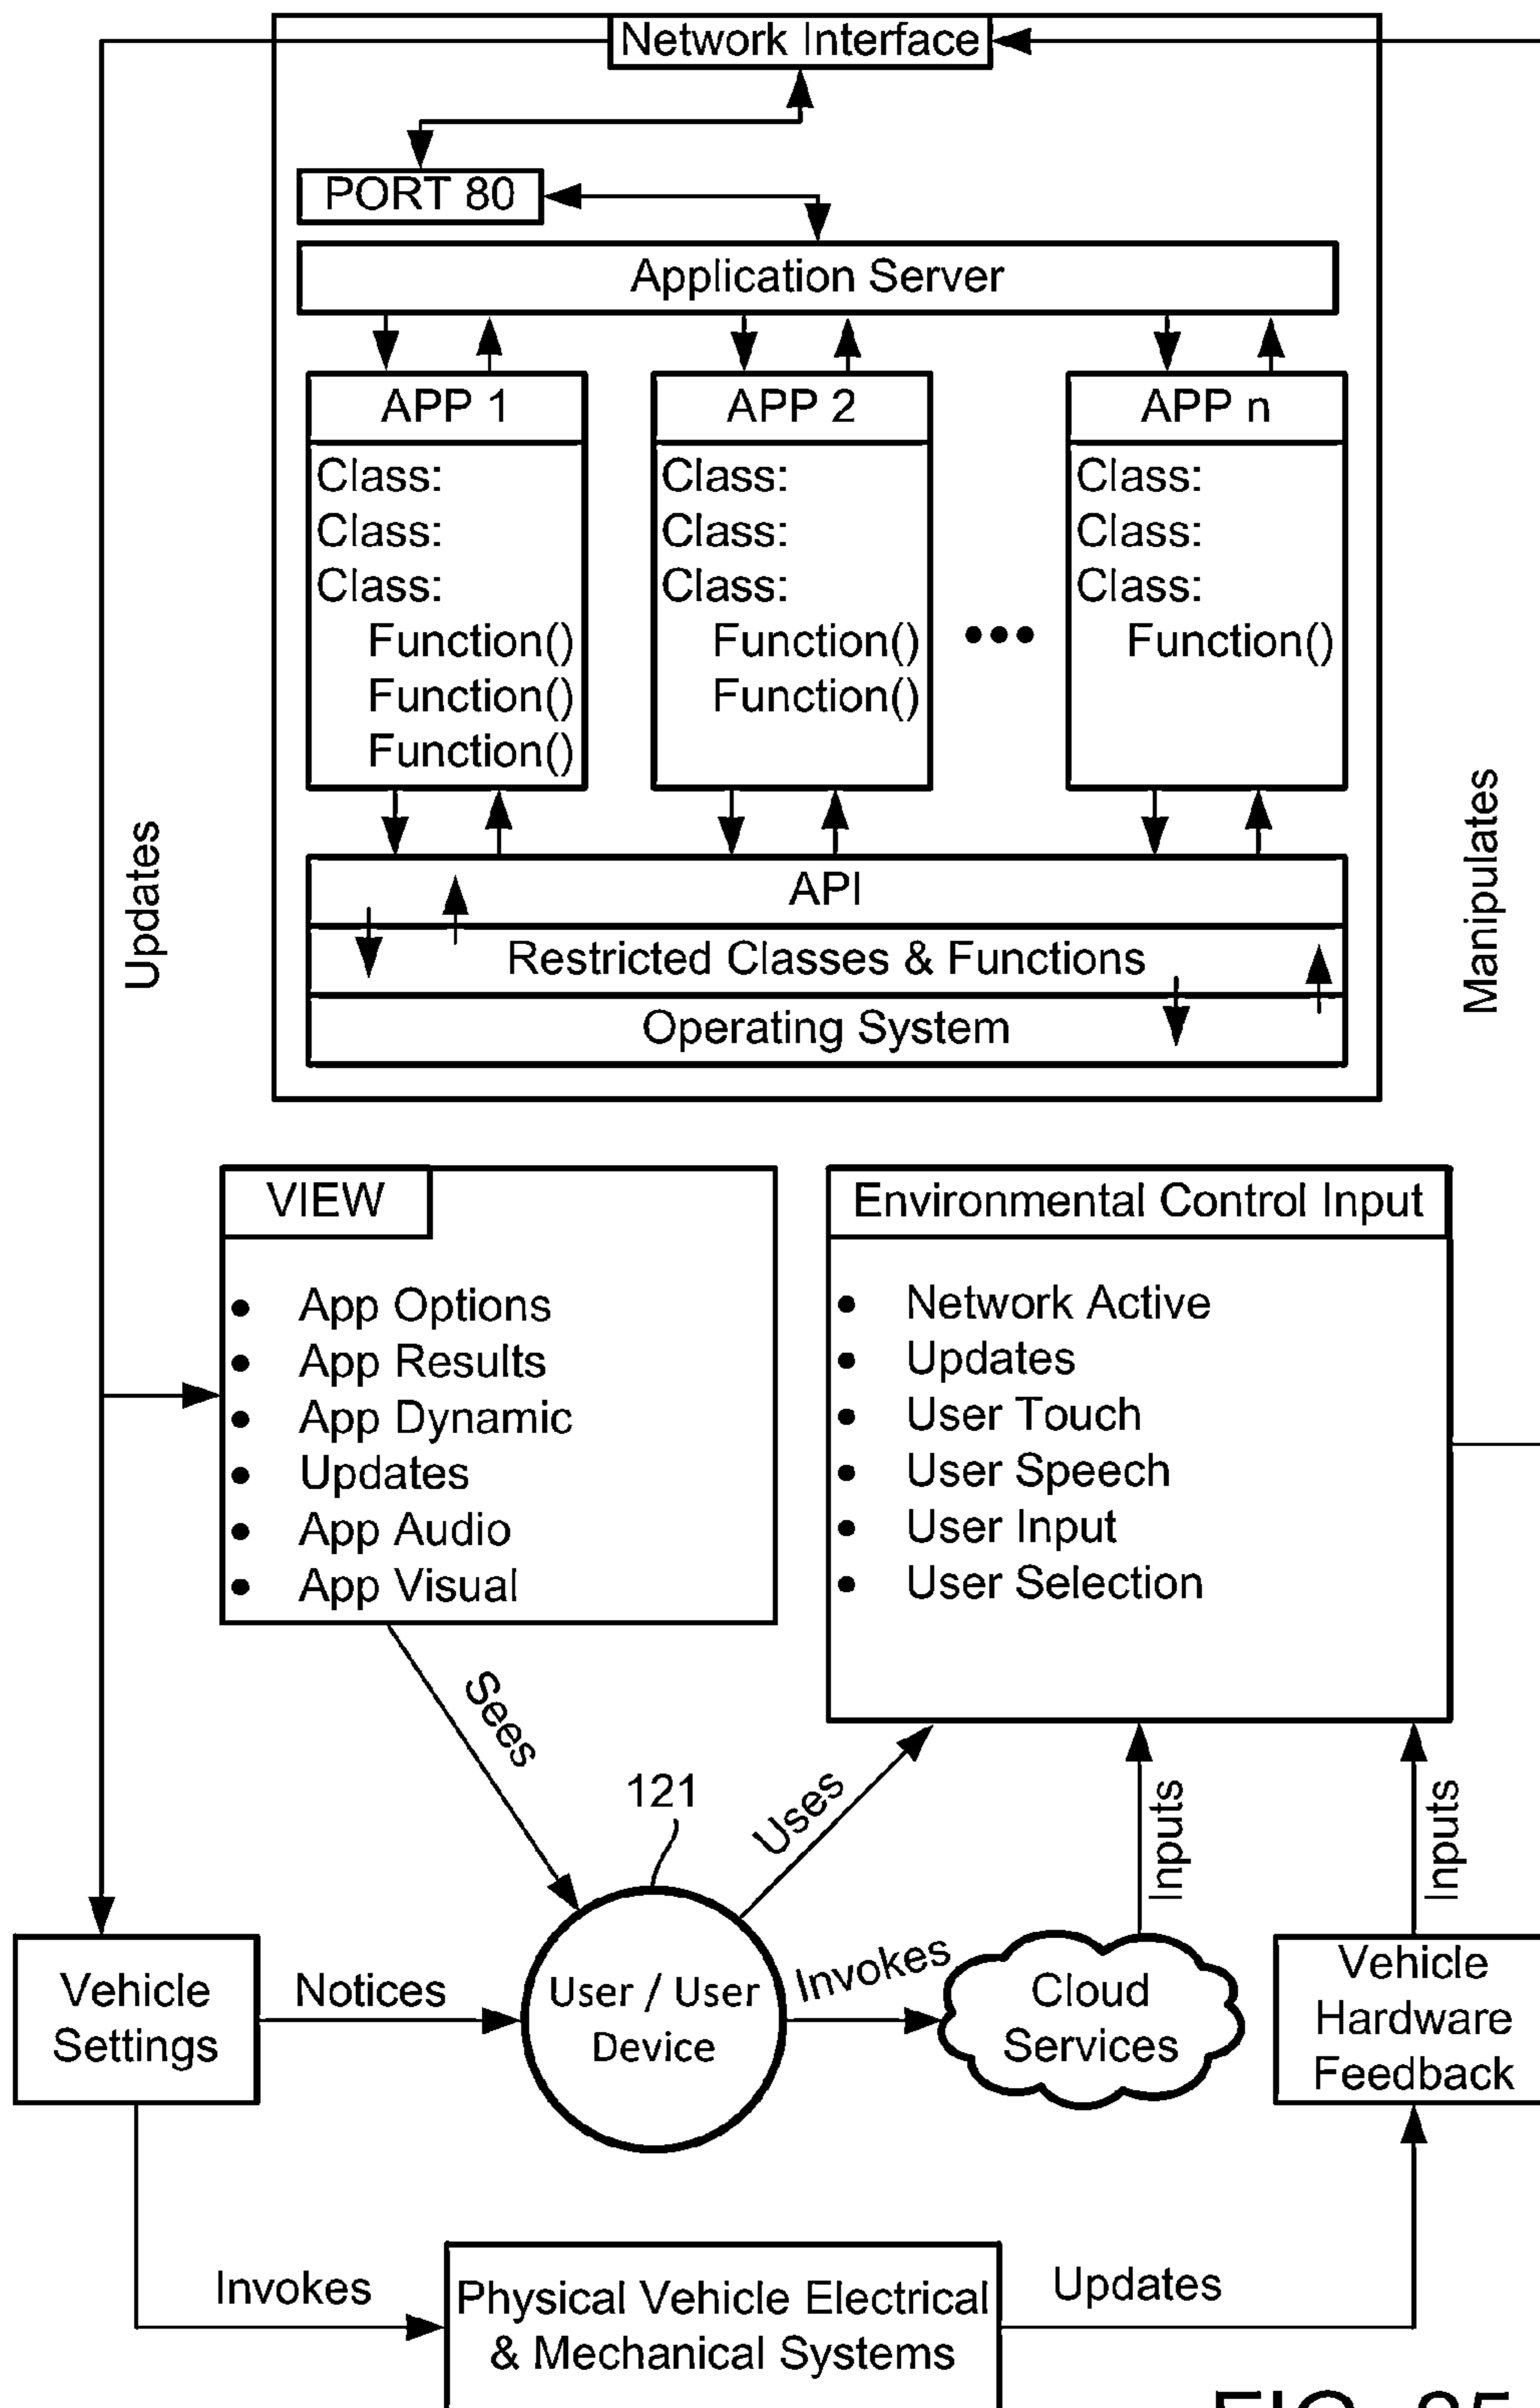 Network Interface
PORT 80
Application Server
APP 1
Class:
Class:
Class:
Function()
Function()
Function()
APP 2
Class:
Class:
Class:
Function()
Function()
•••
APP n
Class:
Class:
Class:
Function()
API
Restricted Classes & Functions
Operating System
Updates
Manipulates
VIEW
• App Options
• App Results
• App Dynamic
• Updates
• App Audio
• App Visual
Environmental Control Input
• Network Active
• Updates
• User Touch
• User Speech
• User Input
• User Selection
Sees
121
Uses
Inputs
Inputs
Vehicle
Settings
Notices
User / User
Device
Invokes
Cloud
Services
Vehicle
Hardware
Feedback
Invokes
Physical Vehicle Electrical
& Mechanical Systems
Updates